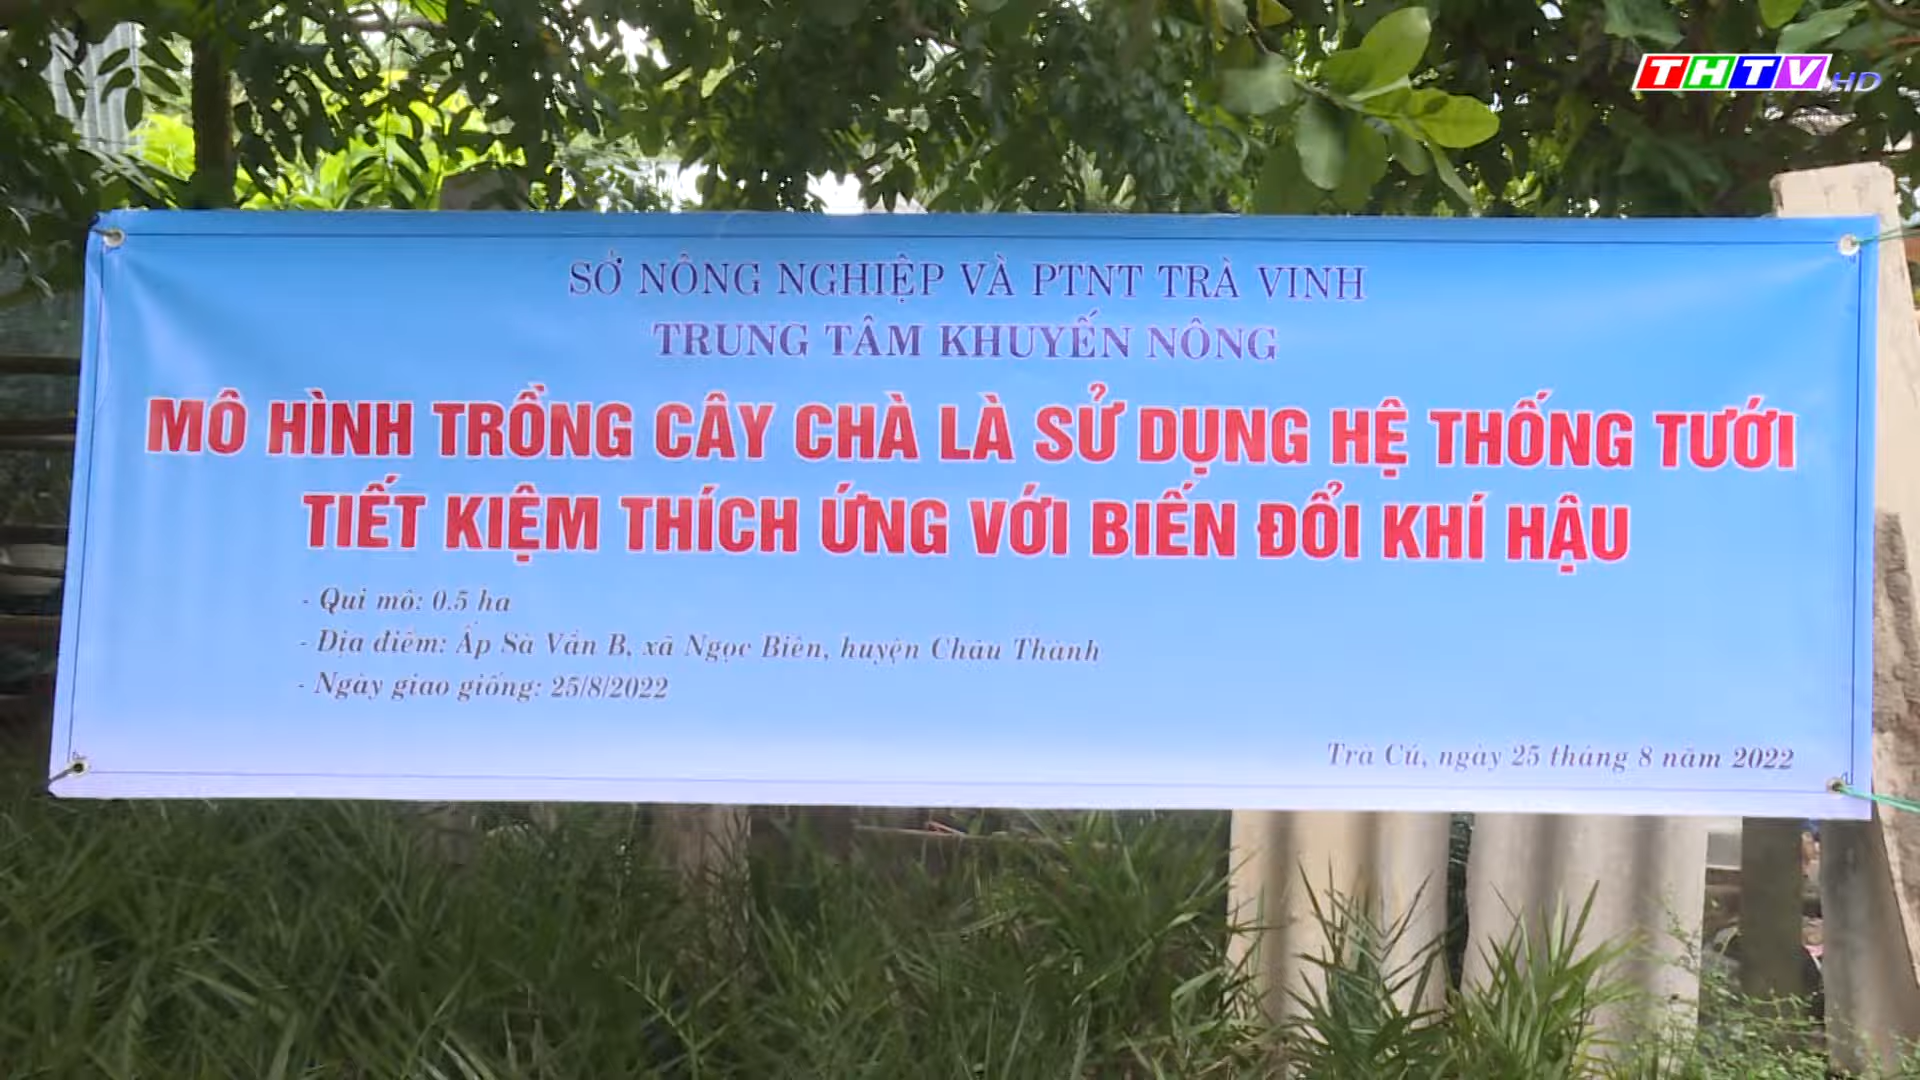 THTV HD
SỞ NÔNG NGHIỆP VÀ PTNT TRÀ VINH
TRUNG TÂM KHUYẾN NÔNG
MÔ HÌNH TRỒNG CÂY CHÀ LÀ SỬ DỤNG HỆ THỐNG TƯỚI
TIẾT KIỆM THÍCH ỨNG VỚI BIẾN ĐỔI KHÍ HẬU
- Qui mô: 0.5 ha
- Địa điểm: Ấp Sà Vần B, xã Ngọc Biên, huyện Châu Thành
- Ngày giao giống: 25/8/2022
Trà Cú, ngày 25 tháng 8 năm 2022